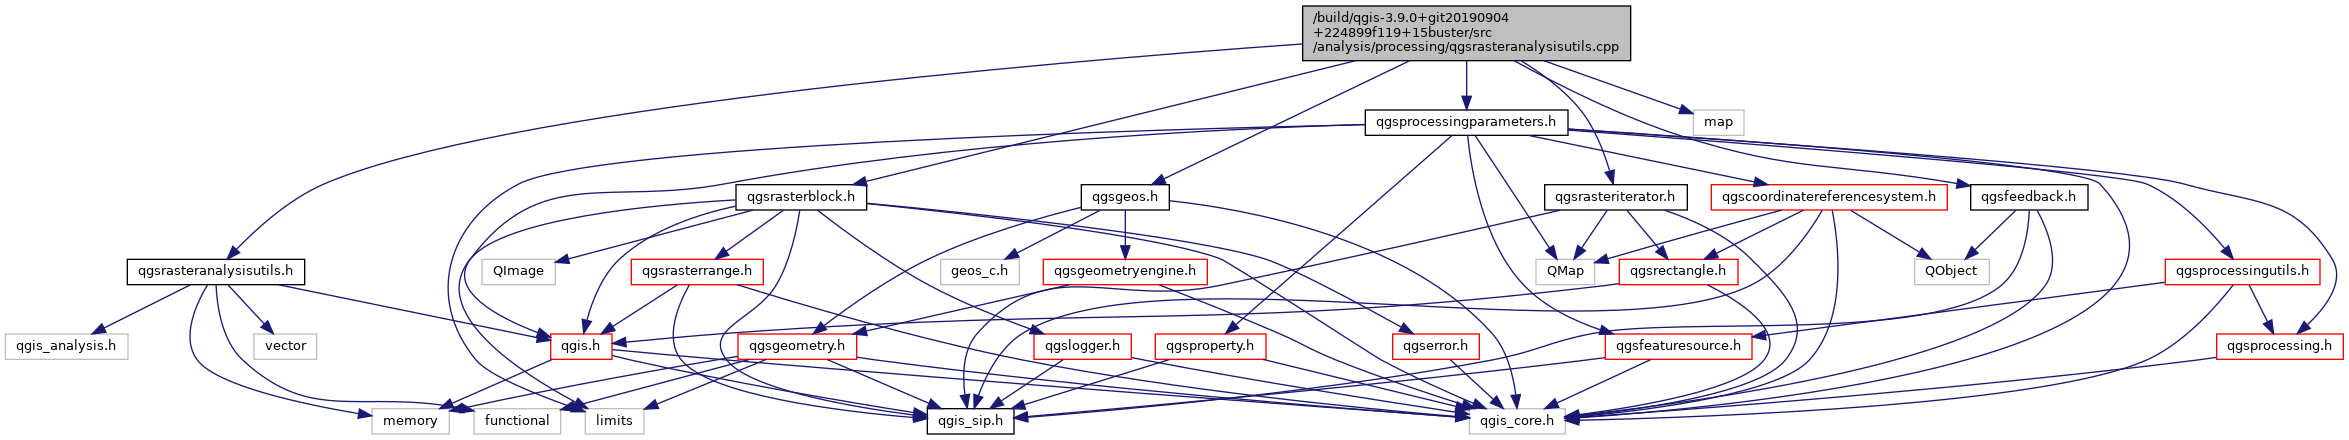 /build/qgis-3.9.0+git20190904
+224899f119+15buster/src
/analysis/processing/qgsrasteranalysisutils.cpp
qgsprocessingparameters.h
map
qgsrasterblock.h
qgsgeos.h
qgsrasteriterator.h
qgscoordinatereferencesystem.h
qgsfeedback.h
qgsrasteranalysisutils.h
QImage
qgsrasterrange.h
geos_c.h
qgsgeometryengine.h
QMap
qgsrectangle.h
QObject
qgsprocessingutils.h
qgis_analysis.h
vector
qgis.h
qgsgeometry.h
qgslogger.h
qgsproperty.h
qgserror.h
qgsfeaturesource.h
qgsprocessing.h
memory
functional
limits
qgis_sip.h
qgis_core.h